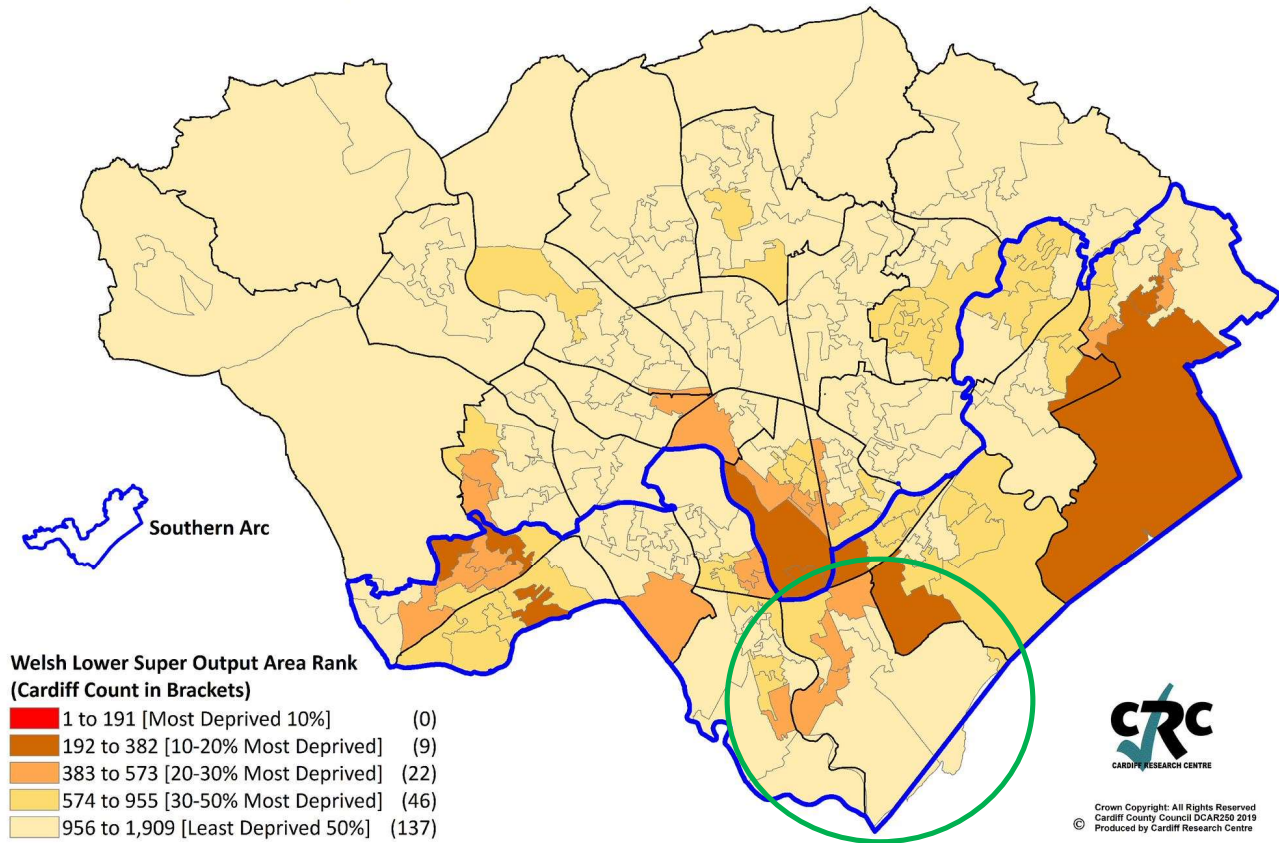 Southern Arc
Welsh Lower Super Output Area Rank
(Cardiff Count in Brackets)
1 to 191 [Most Deprived 10%] (0)
192 to 382 [10-20% Most Deprived] (9)
383 to 573 [20-30% Most Deprived] (22)
574 to 955 [30-50% Most Deprived] (46)
956 to 1,909 [Least Deprived 50%] (137)
CRC
CARDIFF RESEARCH CENTRE
Crown Copyright: All Rights Reserved
Cardiff County Council DCAR250 2019
© Produced by Cardiff Research Centre